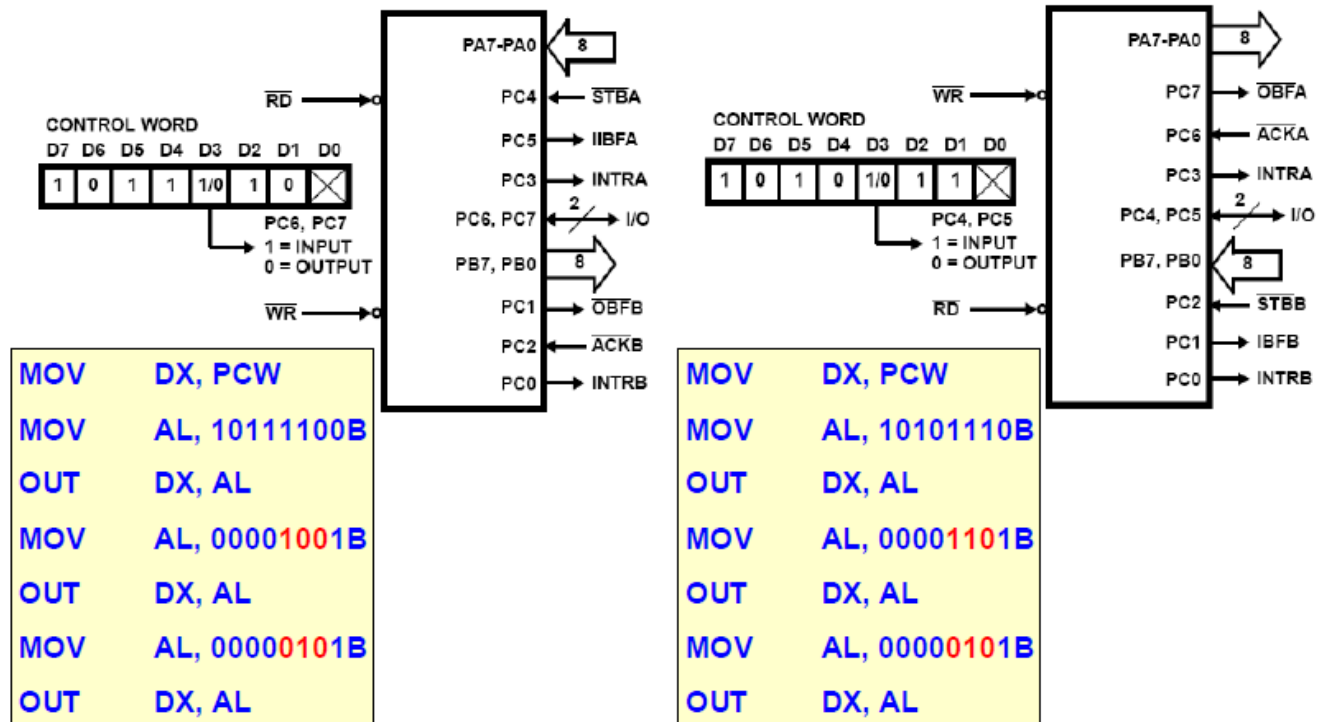 PA7-PA0
8
RD
PC4
STBA
CONTROL WORD
PC5
IIBFA
D7 D6 D5 D4 D3 D2 D1 D0
1 0 1 1 1/0 1 0
PC3
INTRA
PC6, PC7
1 = INPUT
0 = OUTPUT
PC6, PC7
2
I/O
PB7, PB0
8
WR
PC1
OBFB
PC2
ACKB
PC0
INTRB
MOV DX, PCW
MOV AL, 10111100B
OUT DX, AL
MOV AL, 00001001B
OUT DX, AL
MOV AL, 00000101B
OUT DX, AL
PA7-PA0
8
WR
PC7
OBFA
CONTROL WORD
PC6
ACKA
D7 D6 D5 D4 D3 D2 D1 D0
1 0 1 0 1/0 1 1
PC3
INTRA
PC4, PC5
1 = INPUT
0 = OUTPUT
PC4, PC5
2
I/O
PB7, PB0
8
RD
PC2
STBB
PC1
IBFB
PC0
INTRB
MOV DX, PCW
MOV AL, 10101110B
OUT DX, AL
MOV AL, 00001101B
OUT DX, AL
MOV AL, 00000101B
OUT DX, AL